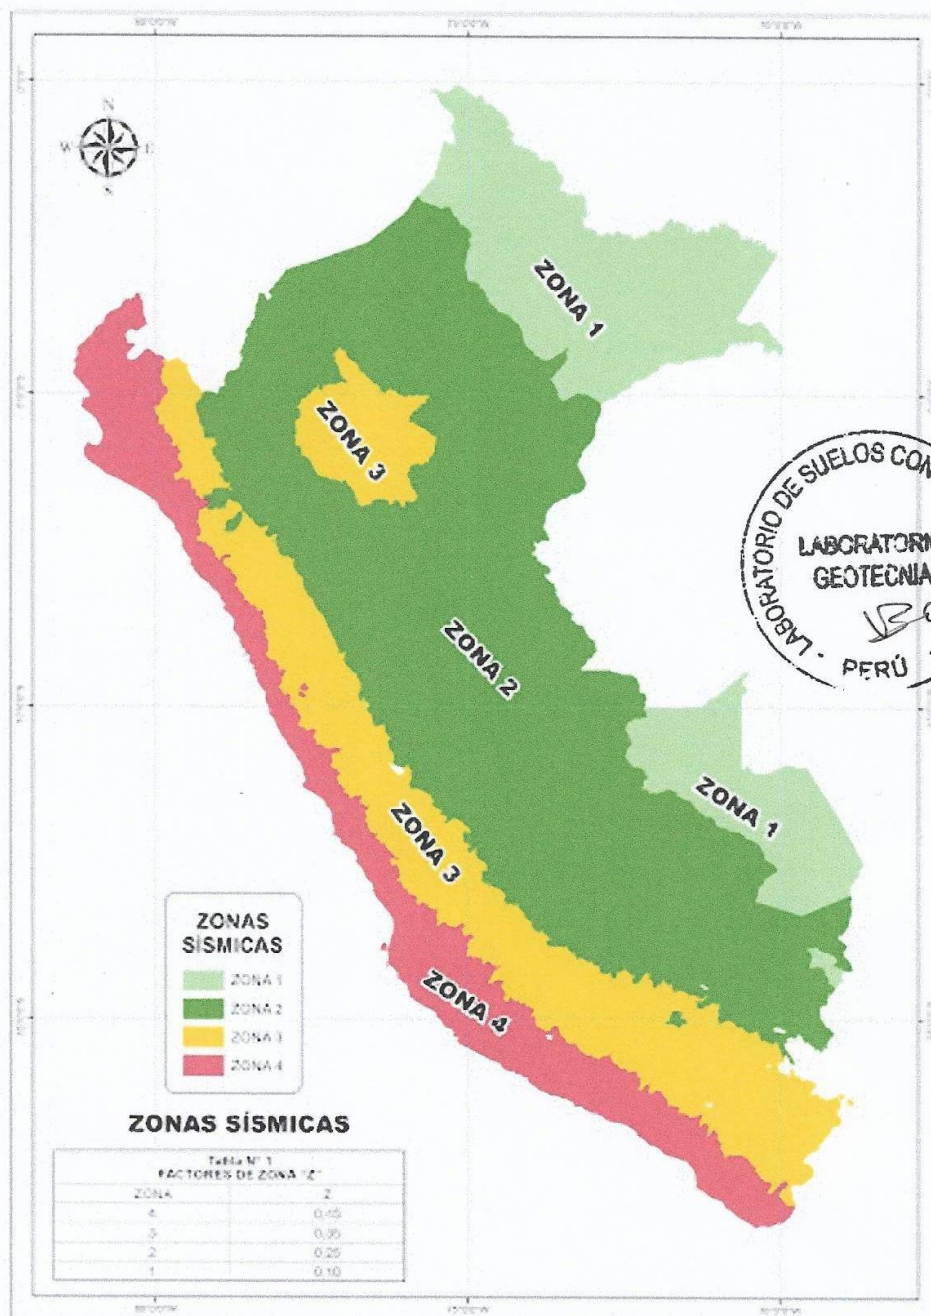 N
W
E
S
ZONA 1
ZONA 3
ZONA 2
ZONA 1
ZONA 3
ZONA 4
LABORATORIO DE SUELOS CON
GEOTECNIA
PERÚ
ZONAS
SÍSMICAS
ZONA 1
ZONA 2
ZONA 3
ZONA 4
ZONAS SÍSMICAS
Tabla N° 1
FACTORES DE ZONA "Z"
ZONA Z
4 0,45
3 0,35
2 0,25
1 0,10